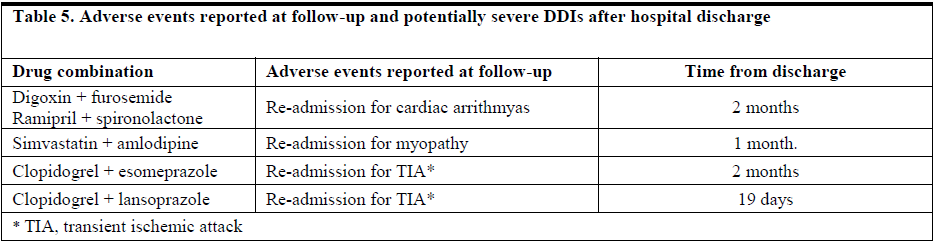 Table 5. Adverse events reported at follow-up and potentially severe DDIs after hospital discharge
Drug combination Adverse events reported at follow-up Time from discharge
Digoxin + furosemide
Ramipril + spironolactone Re-admission for cardiac arrithmyas 2 months
Simvastatin + amlodipine Re-admission for myopathy 1 month.
Clopidogrel + esomeprazole Re-admission for TIA* 2 months
Clopidogrel + lansoprazole Re-admission for TIA* 19 days
* TIA, transient ischemic attack